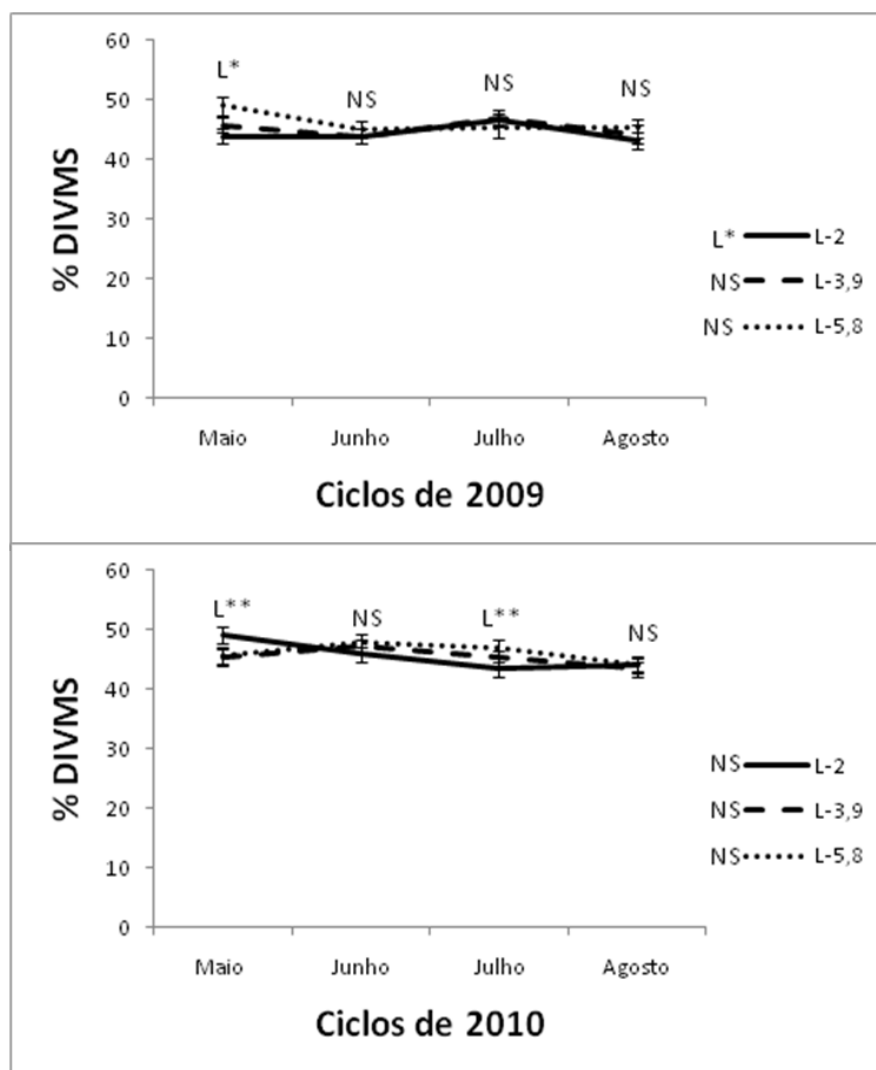 60
50
40
30
20
10
0
% DIVMS
L*
NS
NS
NS
L* L-2
NS L-3,9
NS L-5,8
Maio Junho Julho Agosto
Ciclos de 2009
60
50
40
30
20
10
0
% DIVMS
L**
NS
L**
NS
NS L-2
NS L-3,9
NS L-5,8
Maio Junho Julho Agosto
Ciclos de 2010